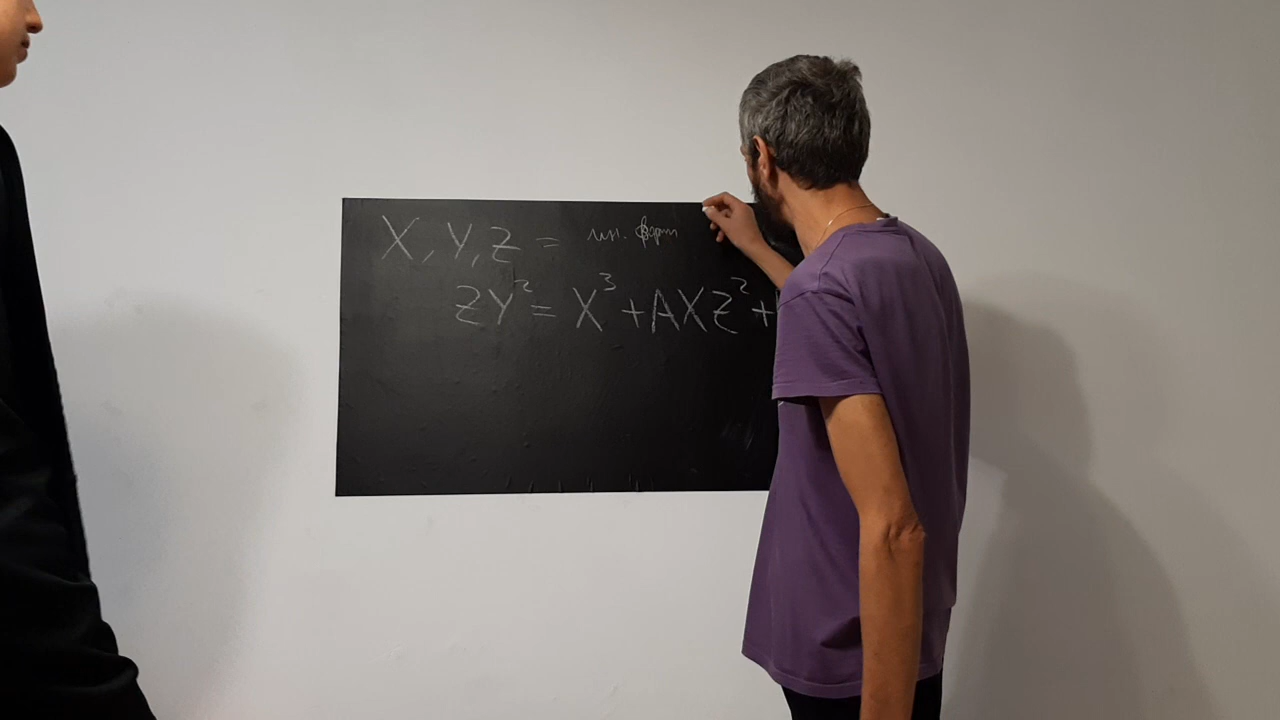 X, Y, Z =
ZY² = X³ + AXZ² +